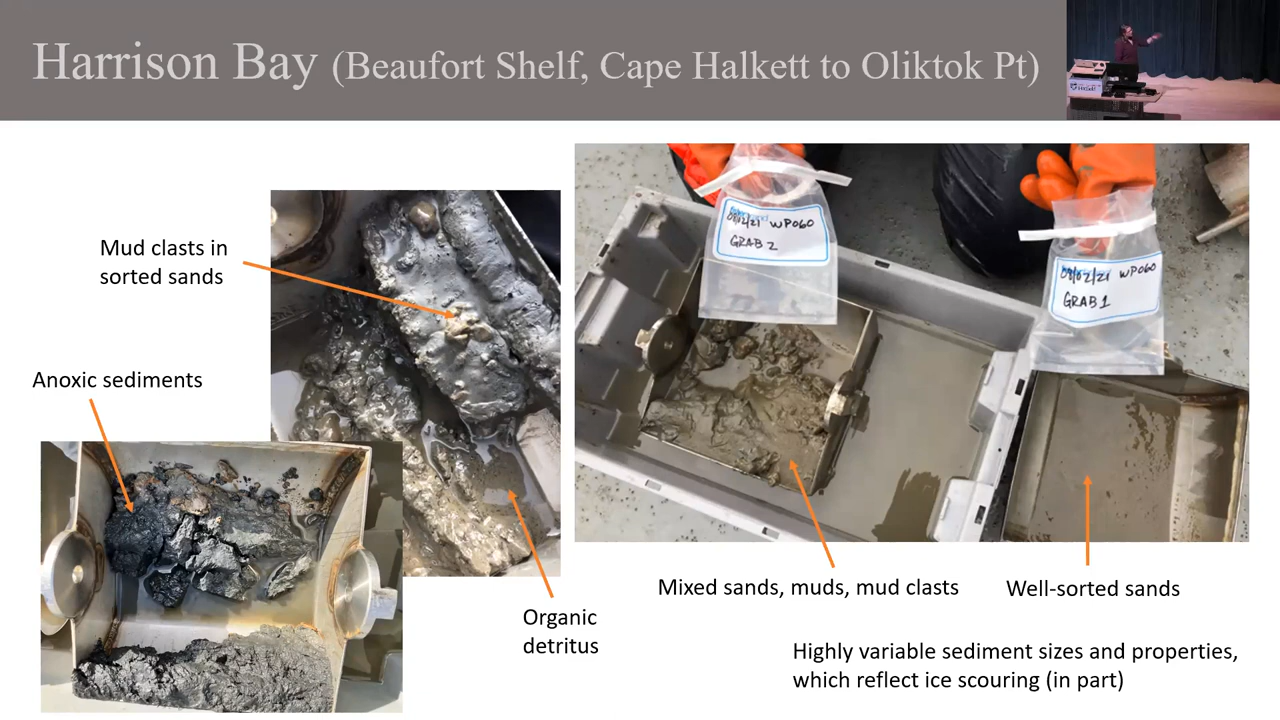 Harrison Bay (Beaufort Shelf, Cape Halkett to Oliktok Pt)
Mud clasts in
sorted sands
Anoxic sediments
Organic
detritus
WP060
GRAB 2
WP060
GRAB 1
Mixed sands, muds, mud clasts
Well-sorted sands
Highly variable sediment sizes and properties,
which reflect ice scouring (in part)